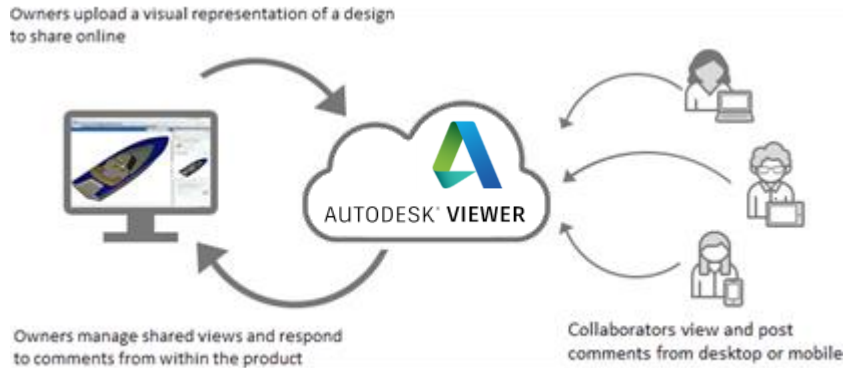 Owners upload a visual representation of a design
to share online
AUTODESK® VIEWER
Owners manage shared views and respond
to comments from within the product
Collaborators view and post
comments from desktop or mobile